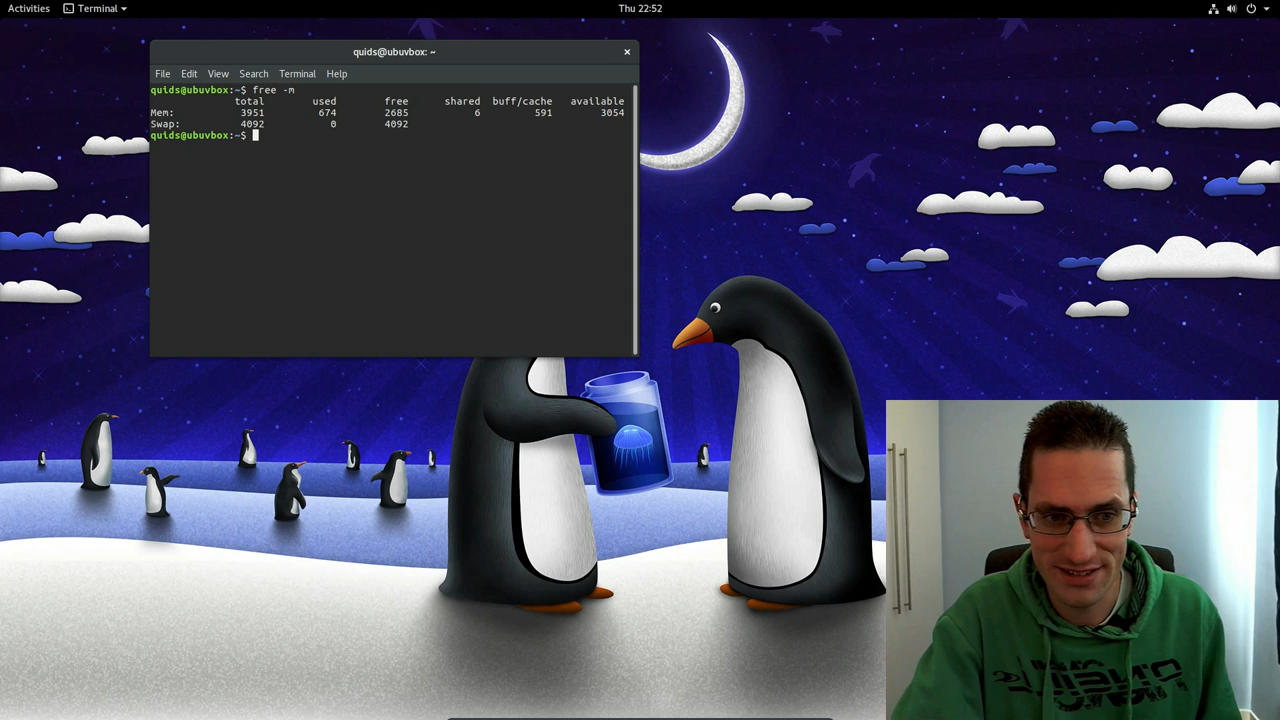 Activities Terminal Thu 22:52
quids@ubuvbox: ~
File Edit View Search Terminal Help
quids@ubuvbox:~$ free -m
total used free shared buff/cache available
Mem: 3951 674 2685 6 591 3054
Swap: 4092 0 4092
quids@ubuvbox:~$